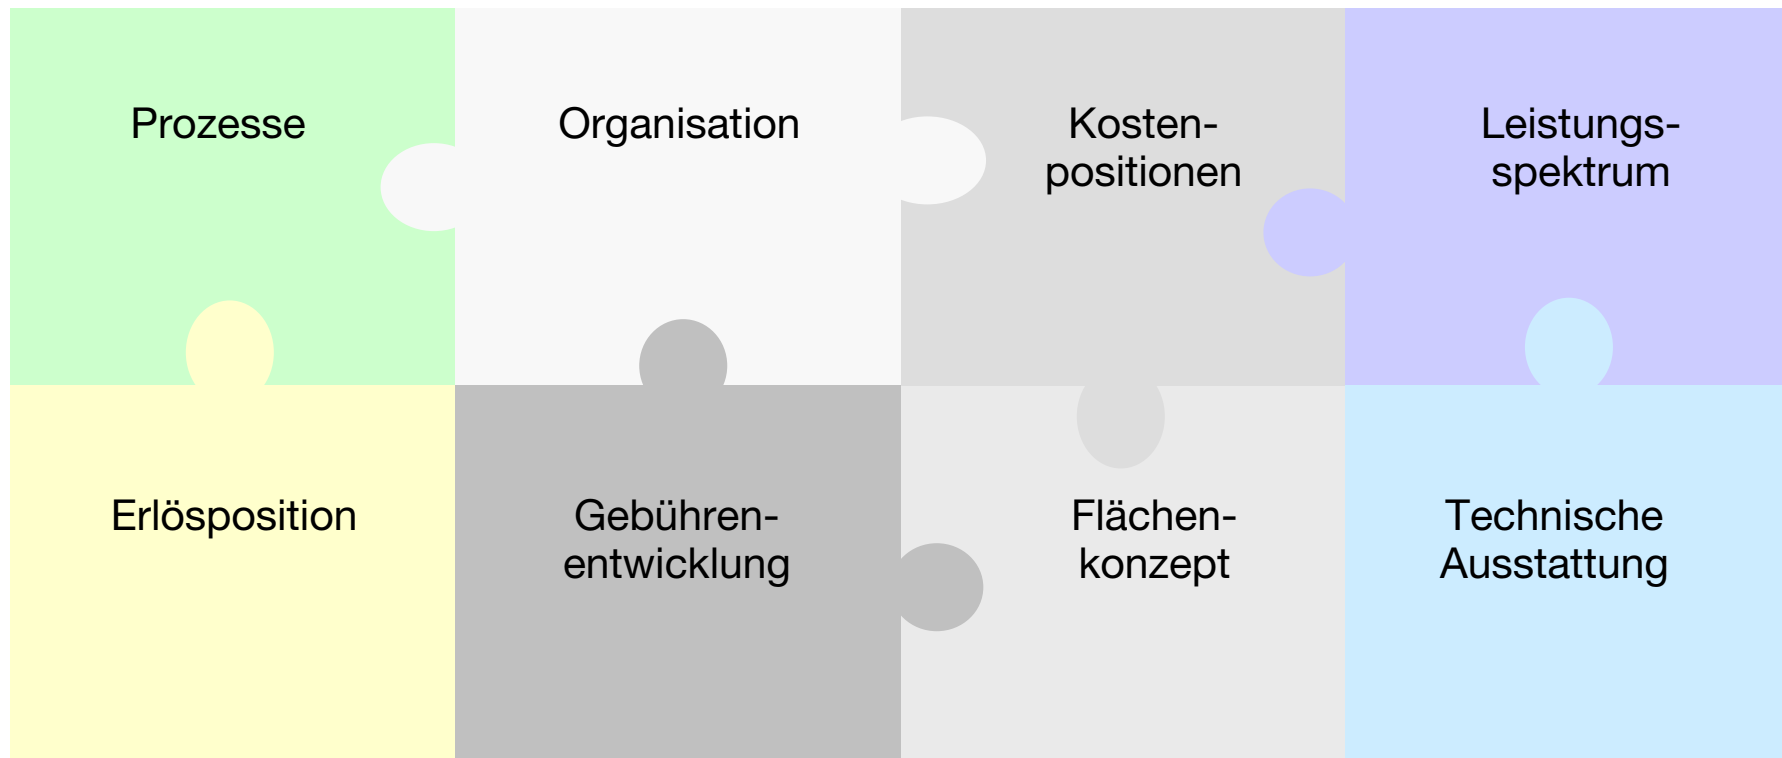 Prozesse
Organisation
Kosten-
positionen
Leistungs-
spektrum
Erlösposition
Gebühren-
entwicklung
Flächen-
konzept
Technische
Ausstattung